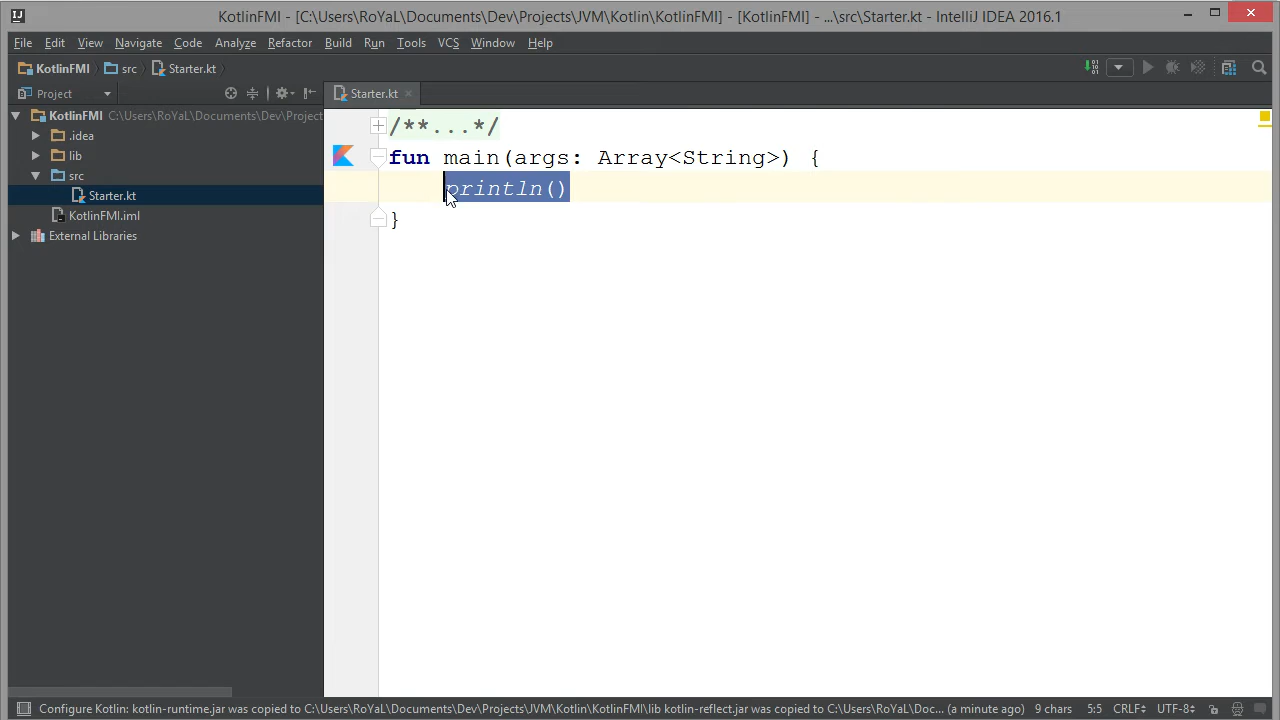 KotlinFMI - [C:\Users\RoYaL\Documents\Dev\Projects\JVM\Kotlin\KotlinFMI] - [KotlinFMI] - ...\src\Starter.kt - IntelliJ IDEA 2016.1
File Edit View Navigate Code Analyze Refactor Build Run Tools VCS Window Help
KotlinFMI src Starter.kt
Project
Starter.kt
KotlinFMI C:\Users\RoYaL\Documents\Dev\Project
.idea
lib
src
Starter.kt
KotlinFMI.iml
External Libraries
/**...*/
fun main(args: Array<String>) {
println()
}
Configure Kotlin: kotlin-runtime.jar was copied to C:\Users\RoYaL\Documents\Dev\Projects\JVM\Kotlin\KotlinFMI\lib kotlin-reflect.jar was copied to C:\Users\RoYaL\Doc... (a minute ago) 9 chars 5:5 CRLF UTF-8